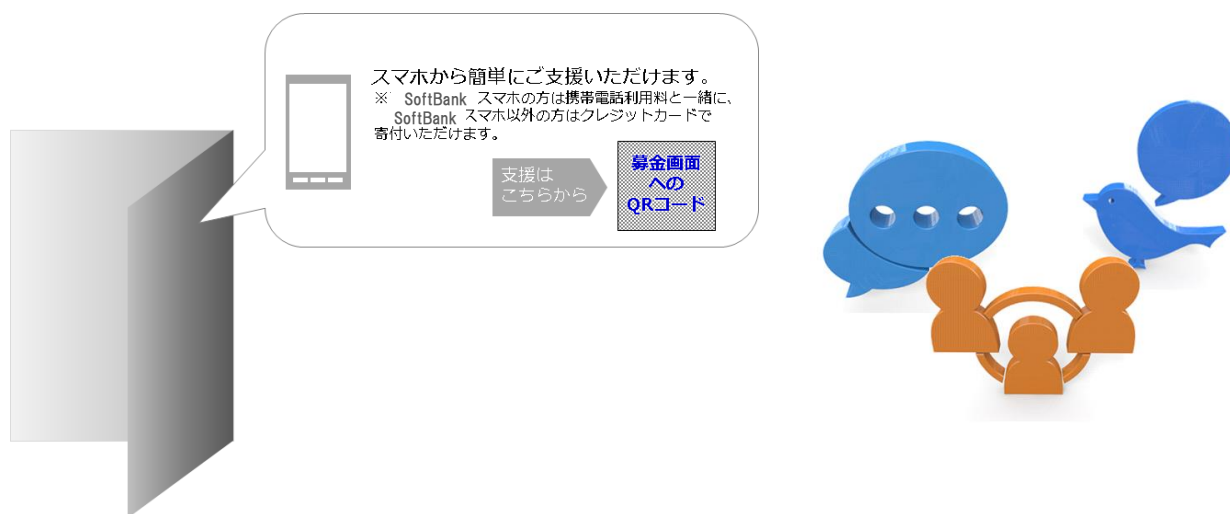 スマホから簡単にご支援いただけます。
※ SoftBank スマホの方は携帯電話利用料と一緒に、
SoftBank スマホ以外の方はクレジットカードで
寄付いただけます。
支援は
こちらから
募金画面
への
QRコード